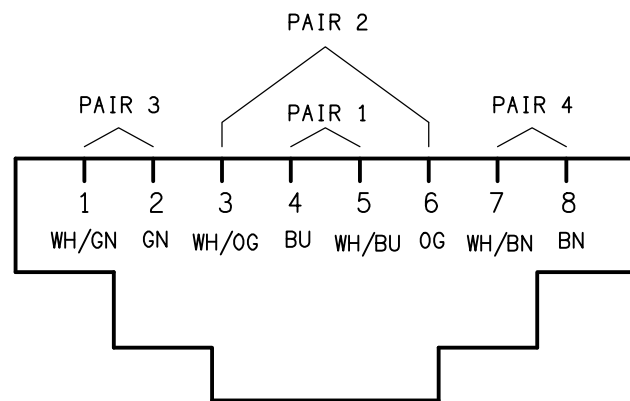 PAIR 2
PAIR 3 PAIR 1 PAIR 4
1 2 3 4 5 6 7 8
WH/GN GN WH/OG BU WH/BU OG WH/BN BN